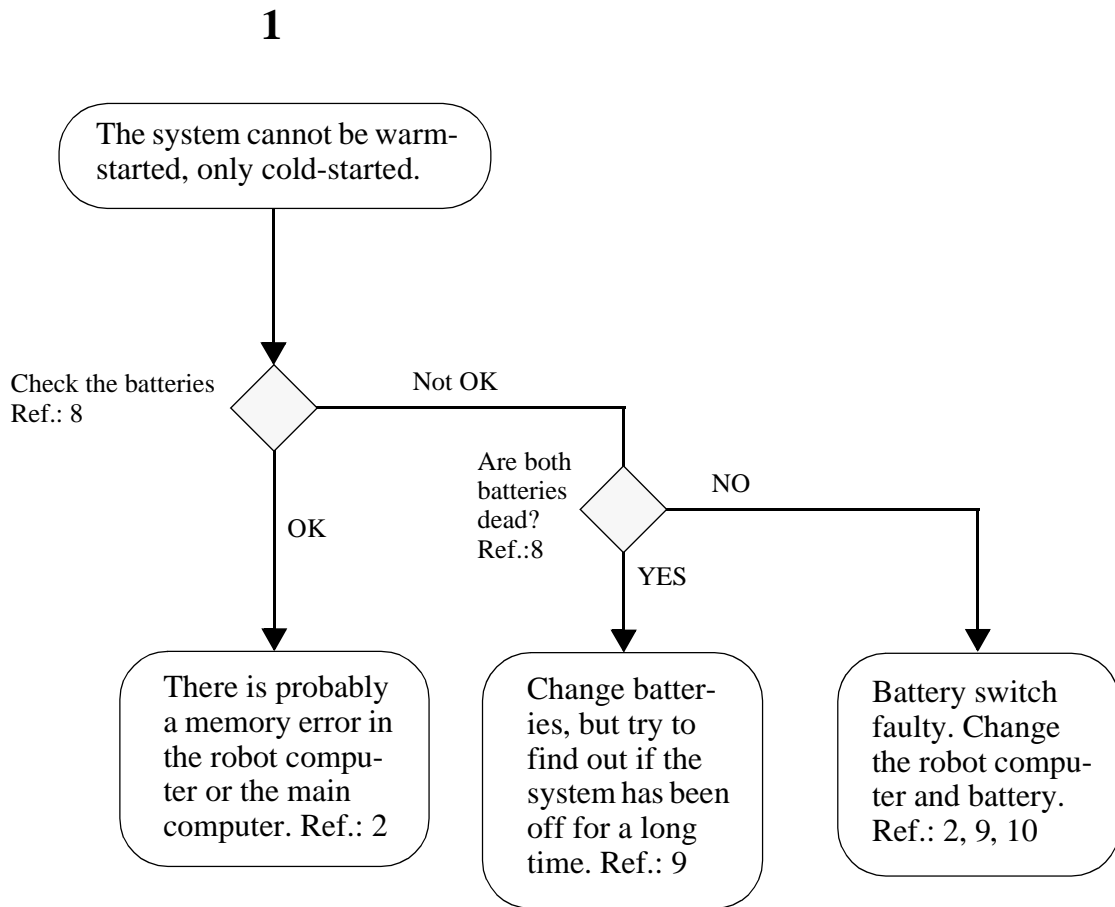 1
The system cannot be warm-
started, only cold-started.
Check the batteries
Ref.: 8
Not OK
Are both
batteries
dead?
Ref.:8
NO
OK
YES
There is probably
a memory error in
the robot compu-
ter or the main
computer. Ref.: 2
Change batter-
ies, but try to
find out if the
system has been
off for a long
time. Ref.: 9
Battery switch
faulty. Change
the robot compu-
ter and battery.
Ref.: 2, 9, 10